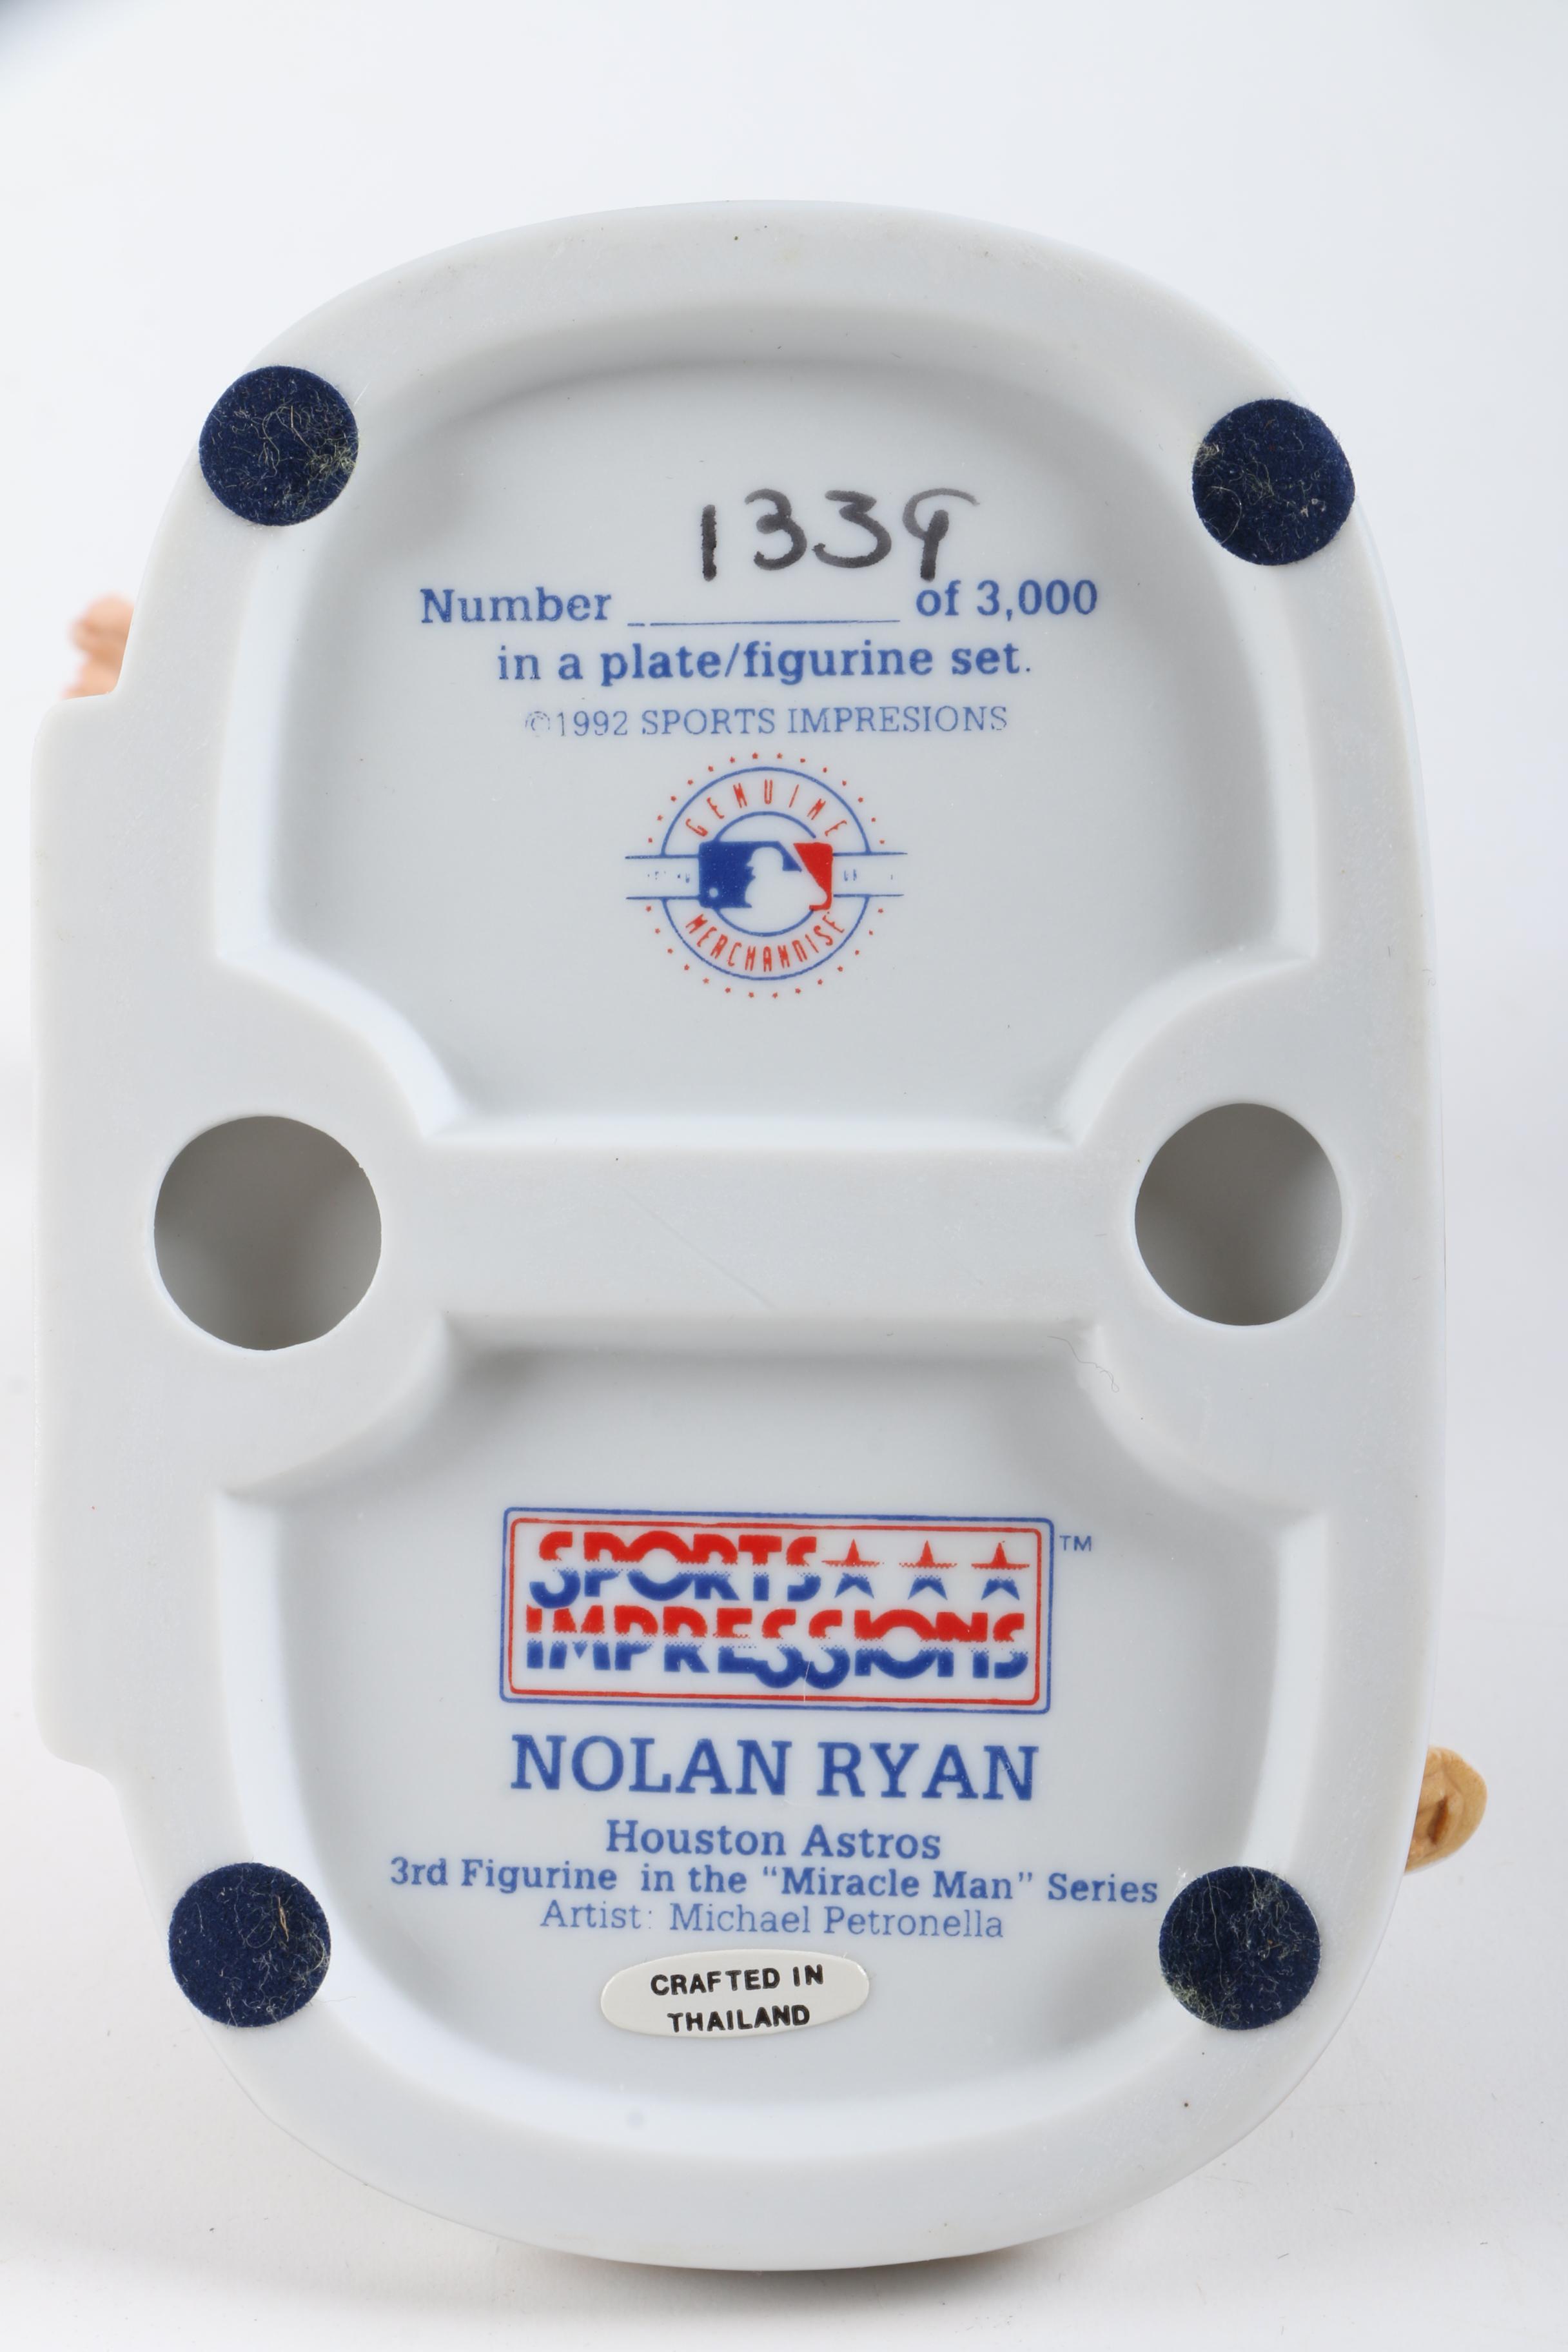 1339
Number ________ of 3,000
in a plate/figurine set.
©1992 SPORTS IMPRESIONS
GENUINE
MERCHANDISE
SPORTS
IMPRESSIONS
TM
NOLAN RYAN
Houston Astros
3rd Figurine in the “Miracle Man” Series
Artist: Michael Petronella
CRAFTED IN
THAILAND